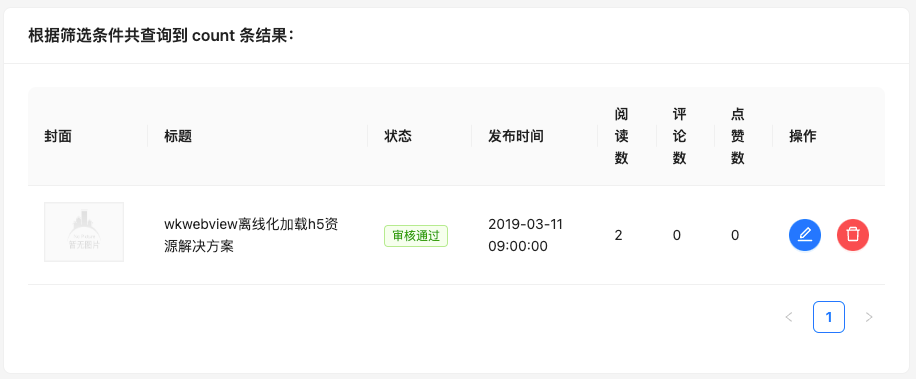 根据筛选条件共查询到 count 条结果：
封面
标题
状态
发布时间
阅
读
数
评
论
数
点
赞
数
操作
暂无图片
wkwebview离线化加载h5资
源解决方案
审核通过
2019-03-11
09:00:00
2
0
0
1